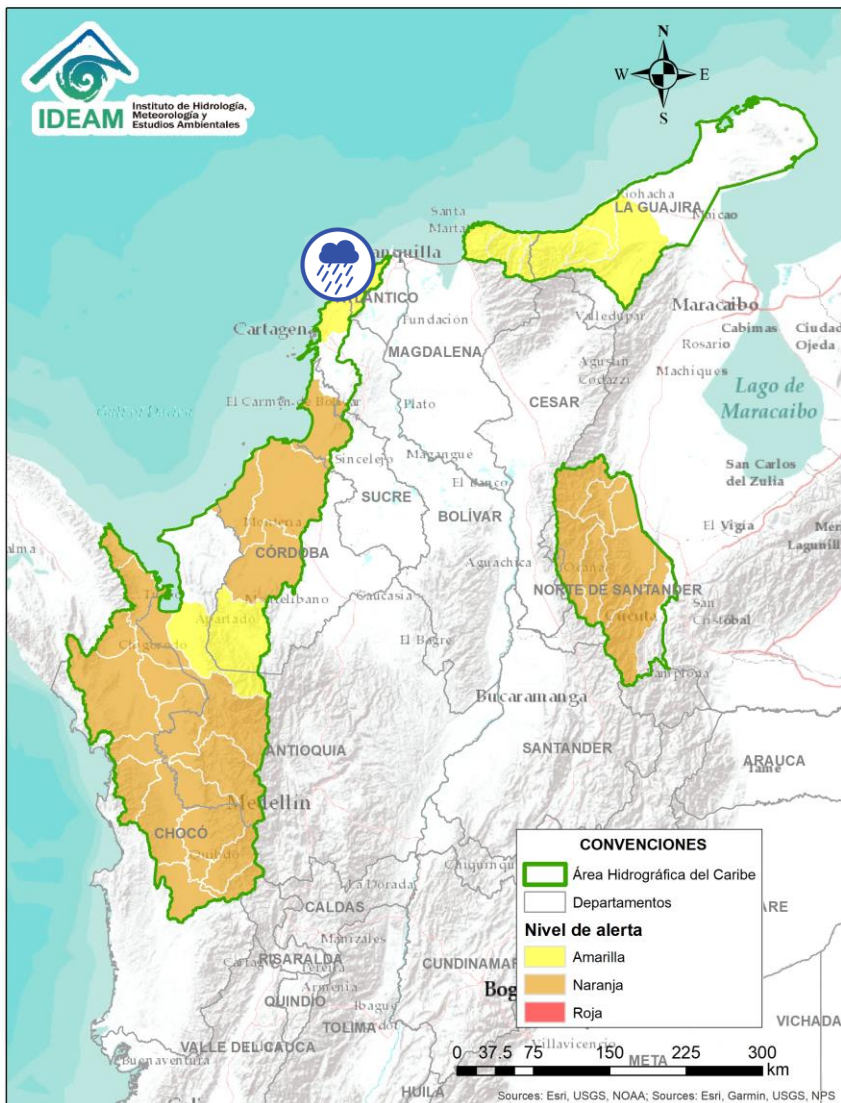 IDEAM
Instituto de Hidrología,
Meteorología y
Estudios Ambientales
N
W
E
S
Riohacha
LA GUAJIRA
Maicao
Santa
Marta
Cartagena
Fundación
Valledupar
Maracaibo
Cabimas
Ciudad
Ojeda
Rosario
Machiques
MAGDALENA
Agustín
Codazzi
CESAR
Lago de
Maracaibo
El Carmen de Bolívar
Plato
Sincelejo
Magangué
San Carlos
del Zulia
El Banco
SUCRE
BOLÍVAR
El Vigía
Lagunill
Montería
CÓRDOBA
Aguachica
Ocaña
NORTE DE SANTANDER
Caucasia
San
Cristóbal
Apartadó
Cúcuta
Chigorodó
El Bagre
Bucaramanga
ANTIOQUIA
SANTANDER
ARAUCA
Tame
Medellín
CHOCÓ
Quibdó
La Dorada
CALDAS
Manizales
RISARALDA
Pereira
Armenia
QUINDÍO
Ibagué
TOLIMA
VALLE DEL CAUCA
Buenaventura
HUILA
Villavicencio
META
VICHADA
CONVENCIONES
Área Hidrográfica del Caribe
Departamentos
Nivel de alerta
Amarilla
Naranja
Roja
0 37.5 75 150 225 300
km
Sources: Esri, USGS, NOAA; Sources: Esri, Garmin, USGS, NPS